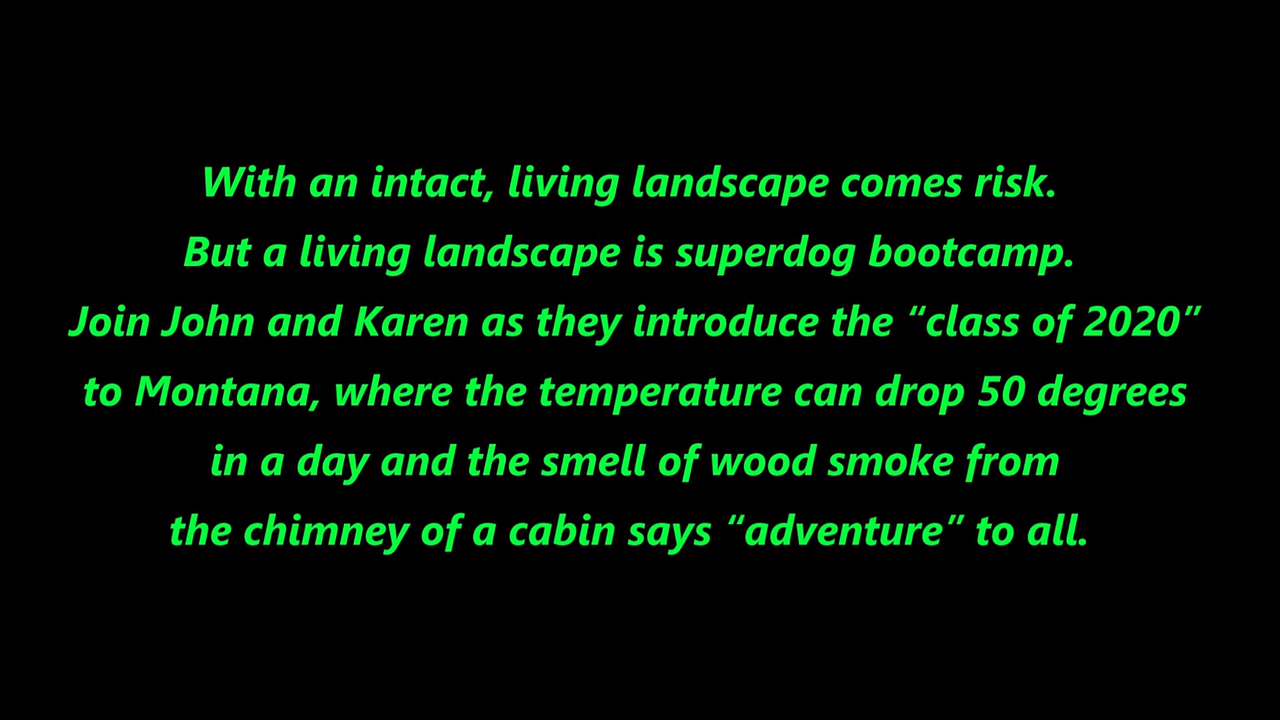 With an intact, living landscape comes risk.
But a living landscape is superdog bootcamp.
Join John and Karen as they introduce the “class of 2020”
to Montana, where the temperature can drop 50 degrees
in a day and the smell of wood smoke from
the chimney of a cabin says “adventure” to all.